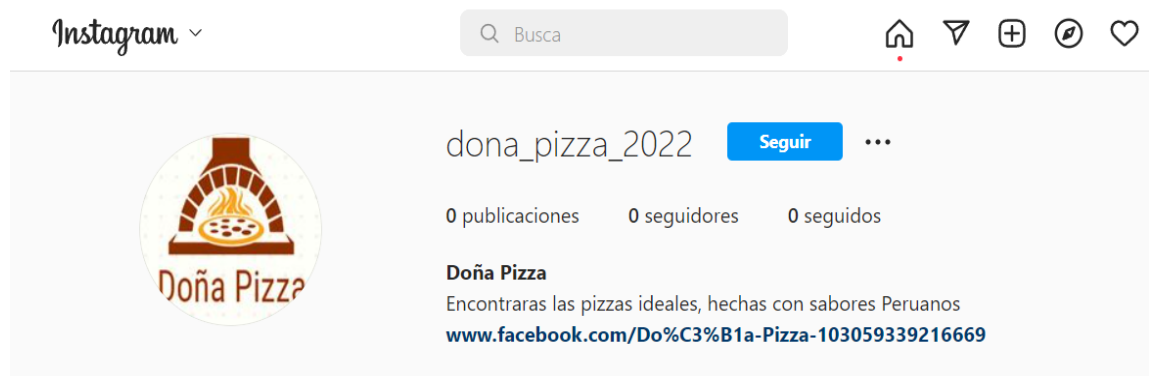 Instagram
Busca
dona_pizza_2022 Seguir
0 publicaciones 0 seguidores 0 seguidos
Doña Pizza
Doña Pizza
Encontraras las pizzas ideales, hechas con sabores Peruanos
www.facebook.com/Do%C3%B1a-Pizza-103059339216669